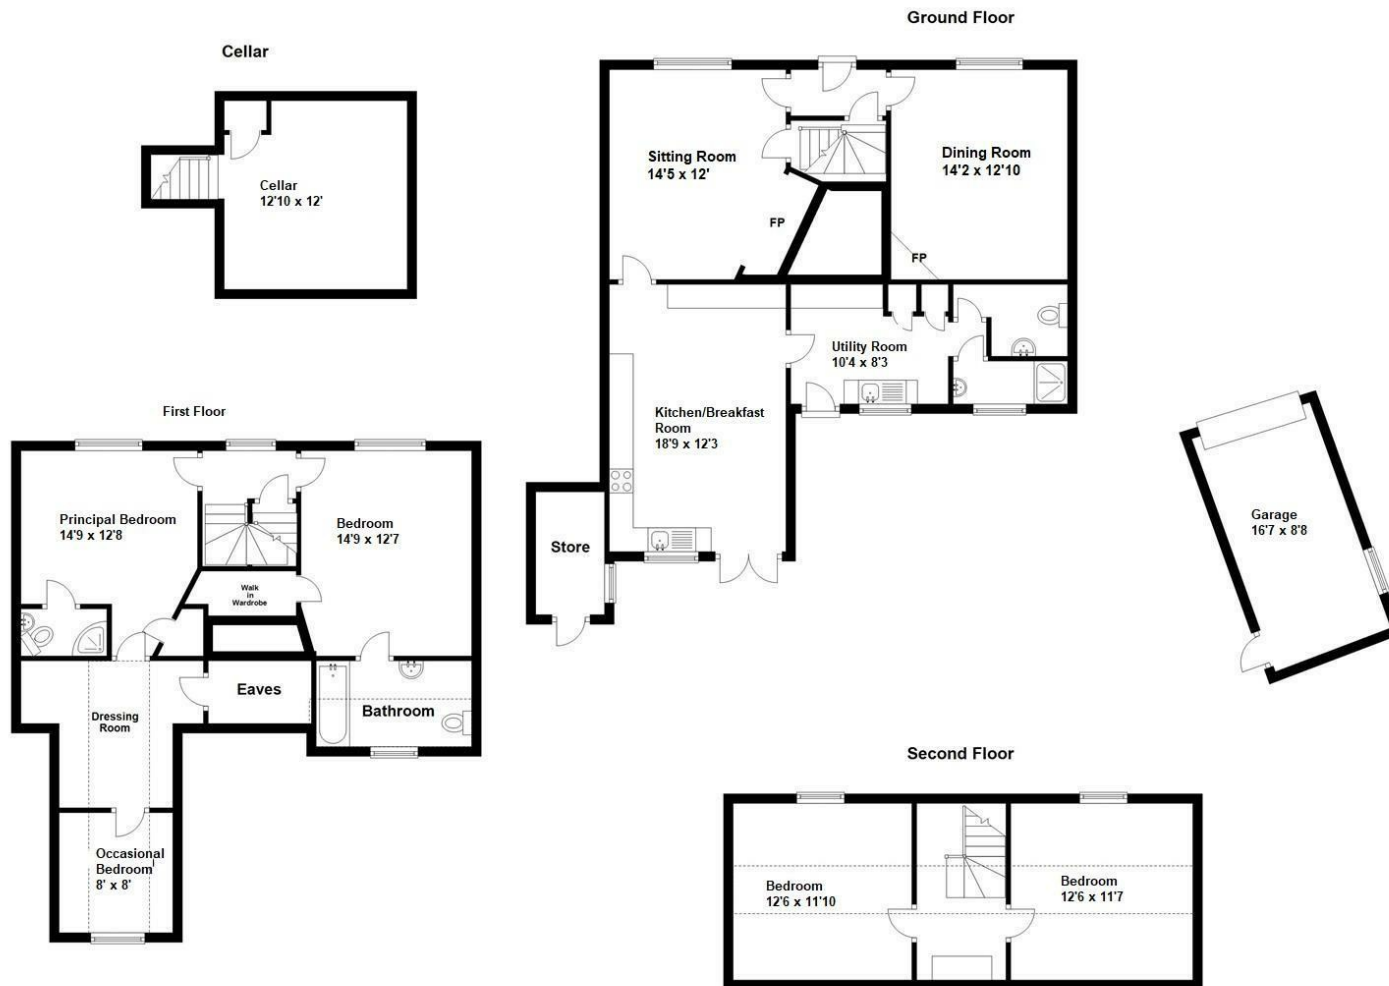 Ground Floor
Cellar
Cellar
12'10 x 12'
Sitting Room
14'5 x 12'
Dining Room
14'2 x 12'10
FP
FP
Utility Room
10'4 x 8'3
Kitchen/Breakfast
Room
18'9 x 12'3
Store
Garage
16'7 x 8'8
First Floor
Principal Bedroom
14'9 x 12'8
Bedroom
14'9 x 12'7
Walk
in
Wardrobe
Eaves
Bathroom
Dressing
Room
Occasional
Bedroom
8' x 8'
Second Floor
Bedroom
12'6 x 11'10
Bedroom
12'6 x 11'7